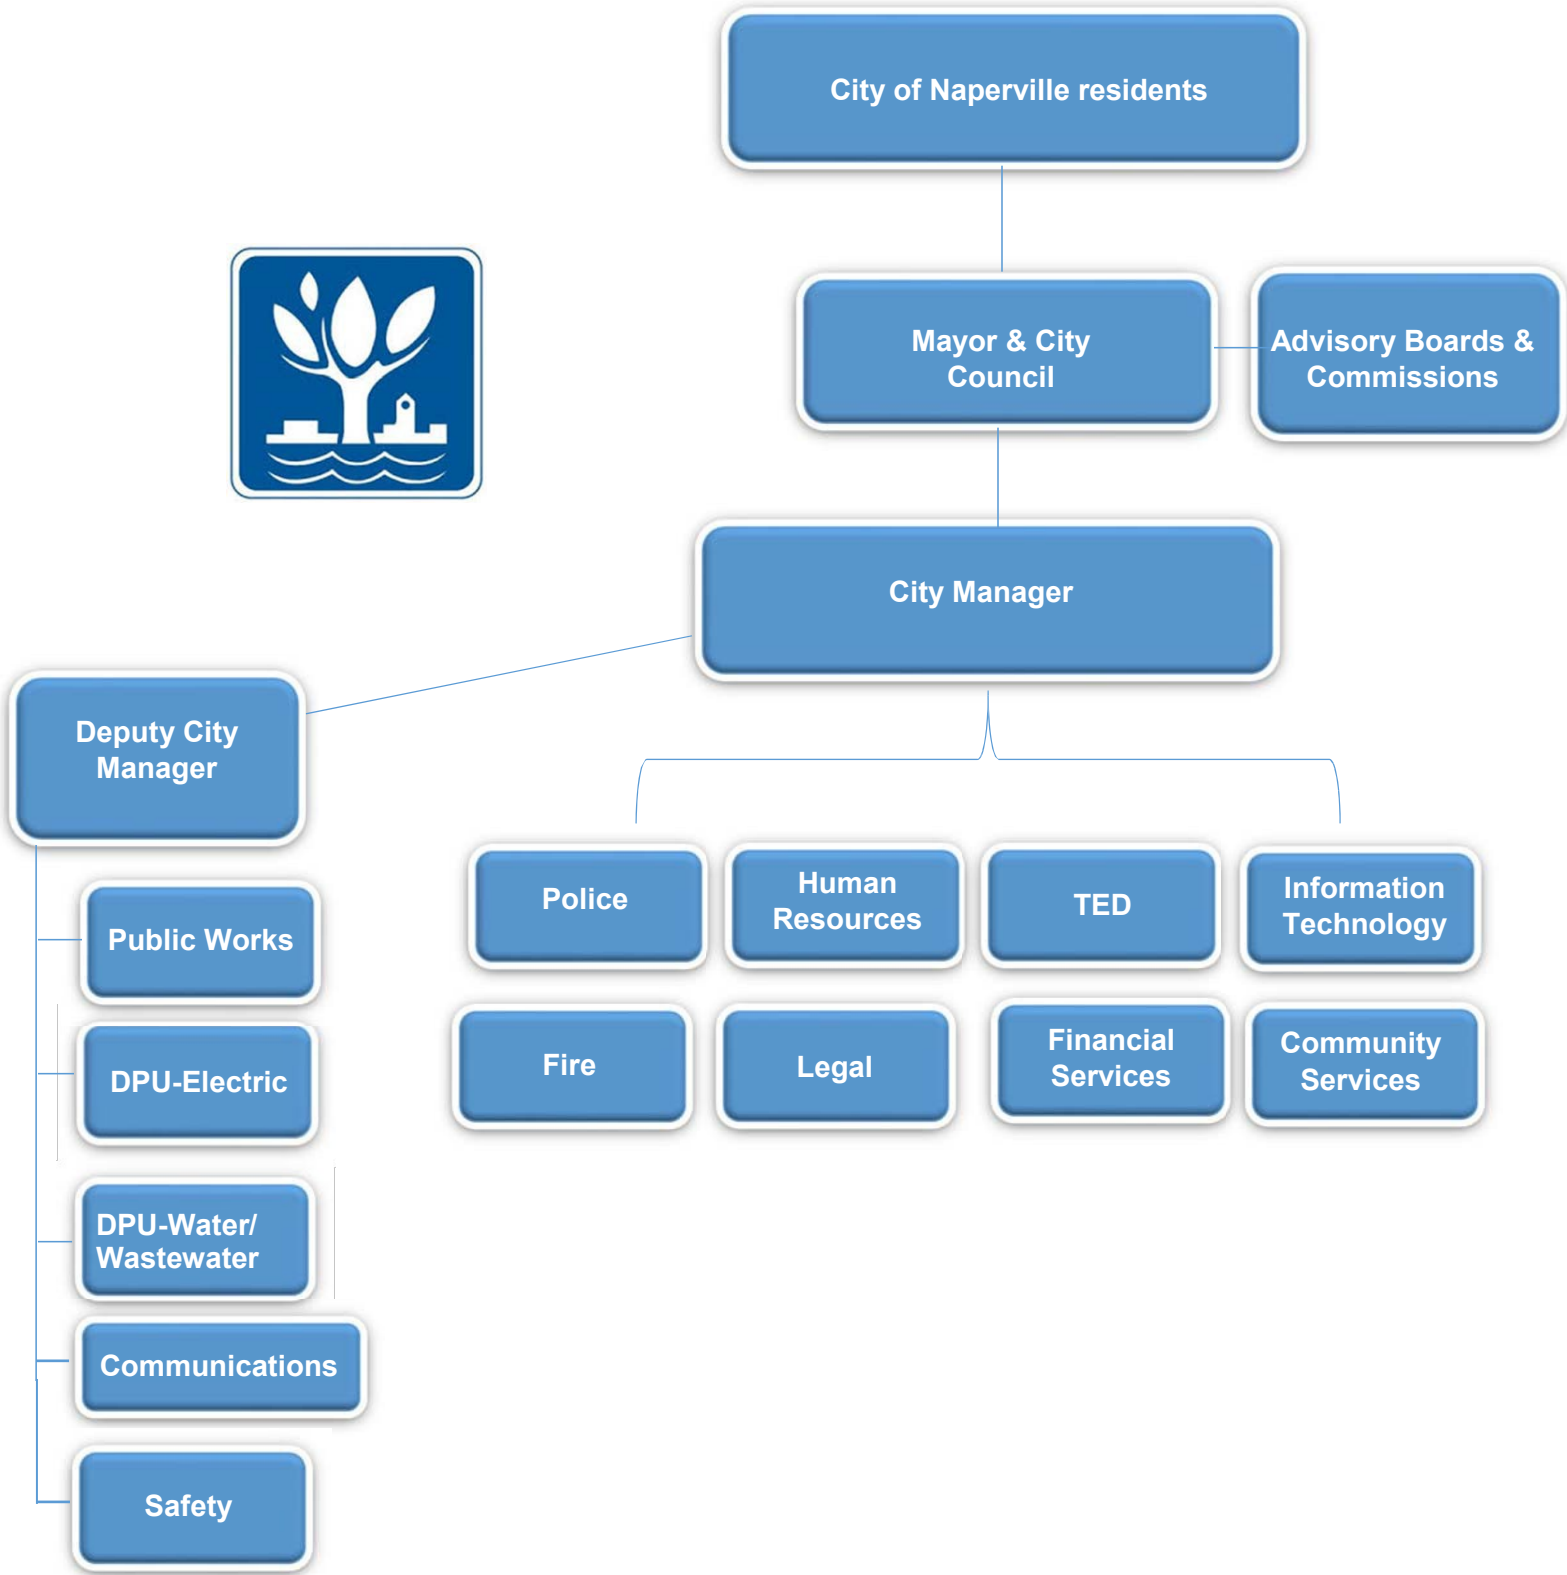 City of Naperville residents
Mayor & City
Council
Advisory Boards &
Commissions
City Manager
Deputy City
Manager
Public Works
DPU-Electric
DPU-Water/
Wastewater
Communications
Safety
Police
Human
Resources
TED
Information
Technology
Fire
Legal
Financial
Services
Community
Services